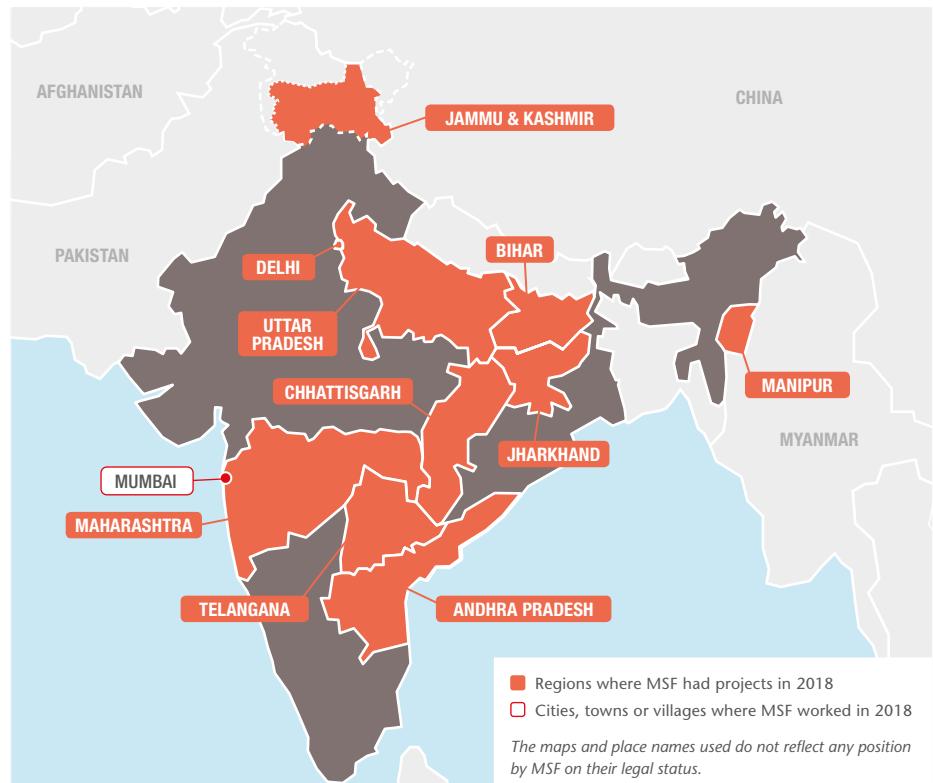 AFGHANISTAN
CHINA
JAMMU & KASHMIR
PAKISTAN
DELHI
BIHAR
UTTAR
PRADESH
CHHATTISGARH
MANIPUR
MYANMAR
JHARKHAND
MUMBAI
MAHARASHTRA
TELANGANA
ANDHRA PRADESH
Regions where MSF had projects in 2018
Cities, towns or villages where MSF worked in 2018
The maps and place names used do not reflect any position
by MSF on their legal status.